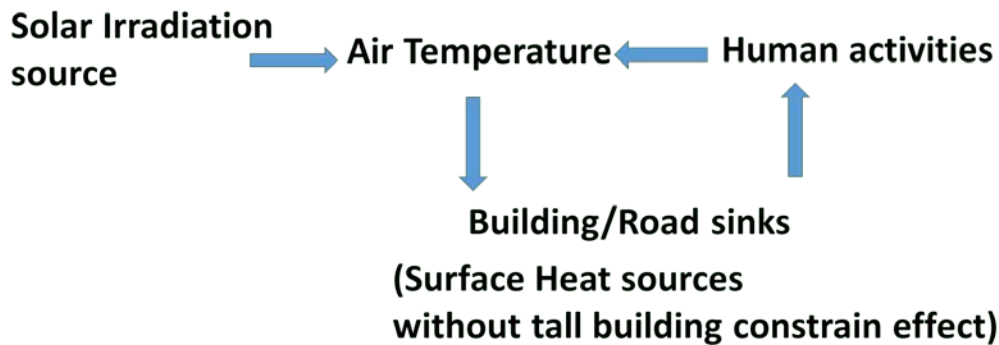 Solar Irradiation
source
Air Temperature
Human activities
Building/Road sinks
(Surface Heat sources
without tall building constrain effect)